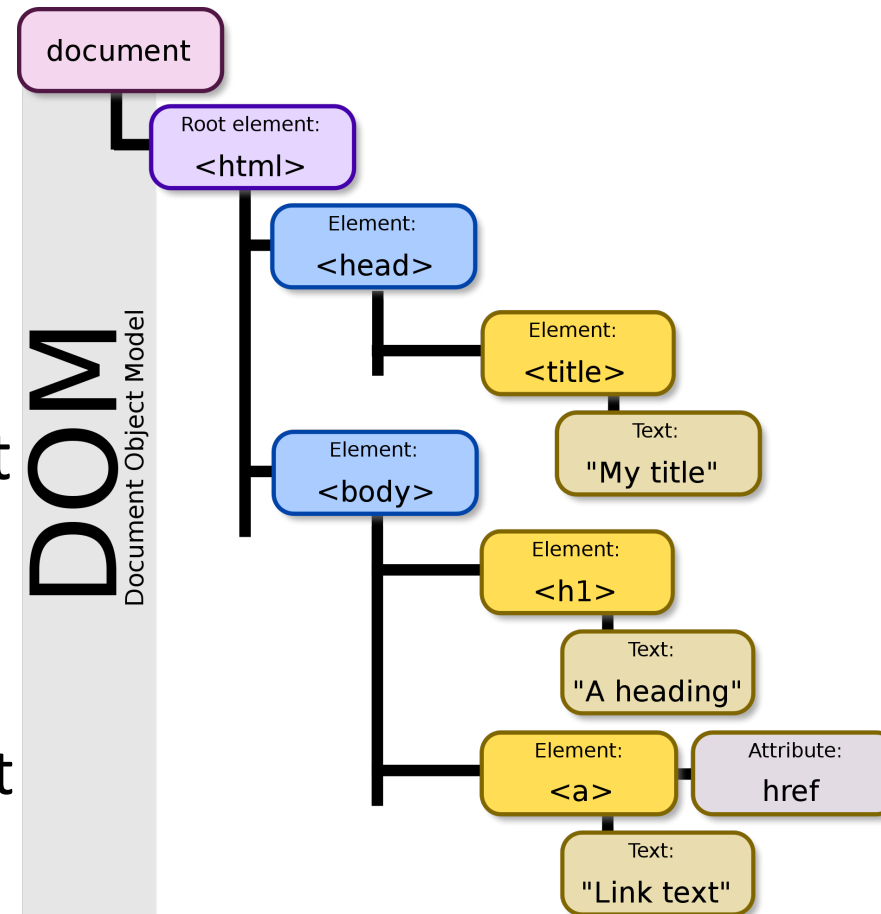 document
Root element:
<html>
Element:
<head>
Element:
<title>
Text:
"My title"
Element:
<body>
Element:
<h1>
Text:
"A heading"
Element:
<a>
Attribute:
href
Text:
"Link text"
DOM
Document Object Model
t
t